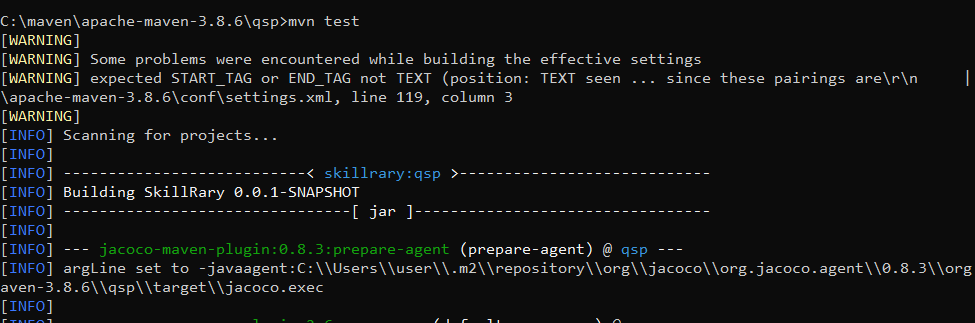 C:\maven\apache-maven-3.8.6\qsp>mvn test
[WARNING]
[WARNING] Some problems were encountered while building the effective settings
[WARNING] expected START_TAG or END_TAG not TEXT (position: TEXT seen ... since these pairings are\r\n    |
\apache-maven-3.8.6\conf\settings.xml, line 119, column 3
[WARNING]
[INFO] Scanning for projects...
[INFO]
[INFO] ---------------------------< skillrary:qsp >----------------------------
[INFO] Building SkillRary 0.0.1-SNAPSHOT
[INFO] --------------------------------[ jar ]---------------------------------
[INFO]
[INFO] --- jacoco-maven-plugin:0.8.3:prepare-agent (prepare-agent) @ qsp ---
[INFO] argLine set to -javaagent:C:\\Users\\user\\.m2\\repository\\org\\jacoco\\org.jacoco.agent\\0.8.3\\org
aven-3.8.6\\qsp\\target\\jacoco.exec
[INFO]